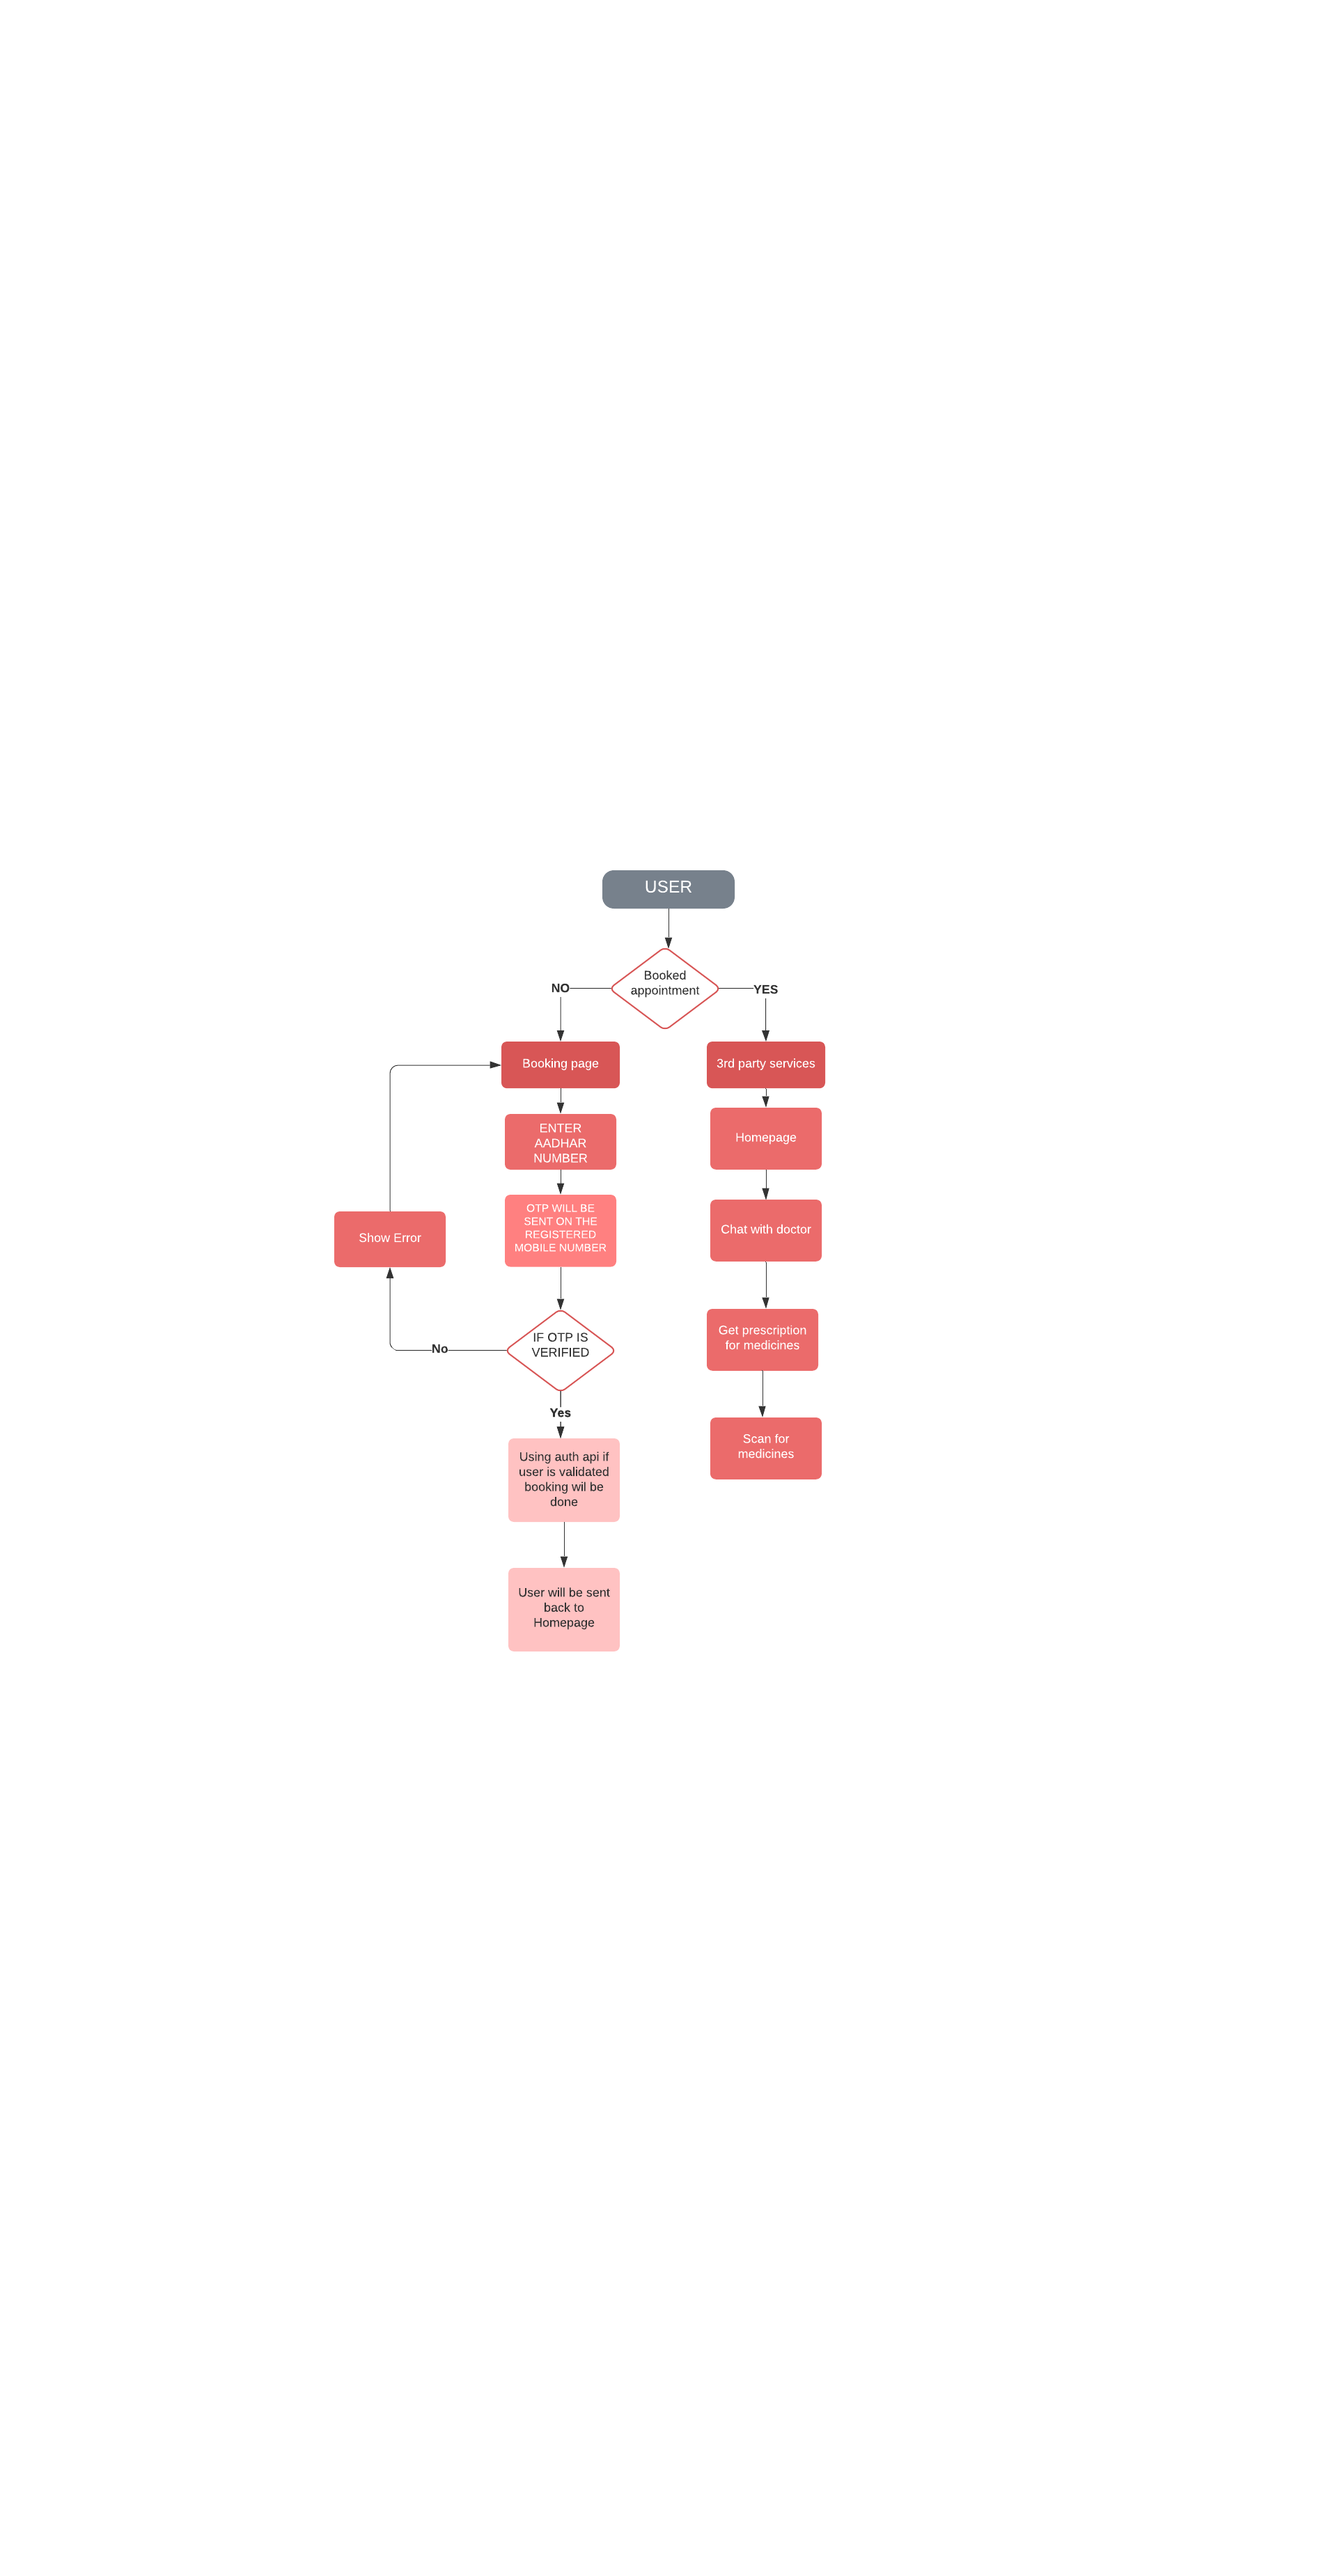 USER
Booked
appointment
NO
YES
Booking page
3rd party services
ENTER
AADHAR
NUMBER
Homepage
OTP WILL BE
SENT ON THE
REGISTERED
MOBILE NUMBER
Show Error
Chat with doctor
IF OTP IS
VERIFIED
No
Get prescription
for medicines
Yes
Using auth api if
user is validated
booking wil be
done
Scan for
medicines
User will be sent
back to
Homepage